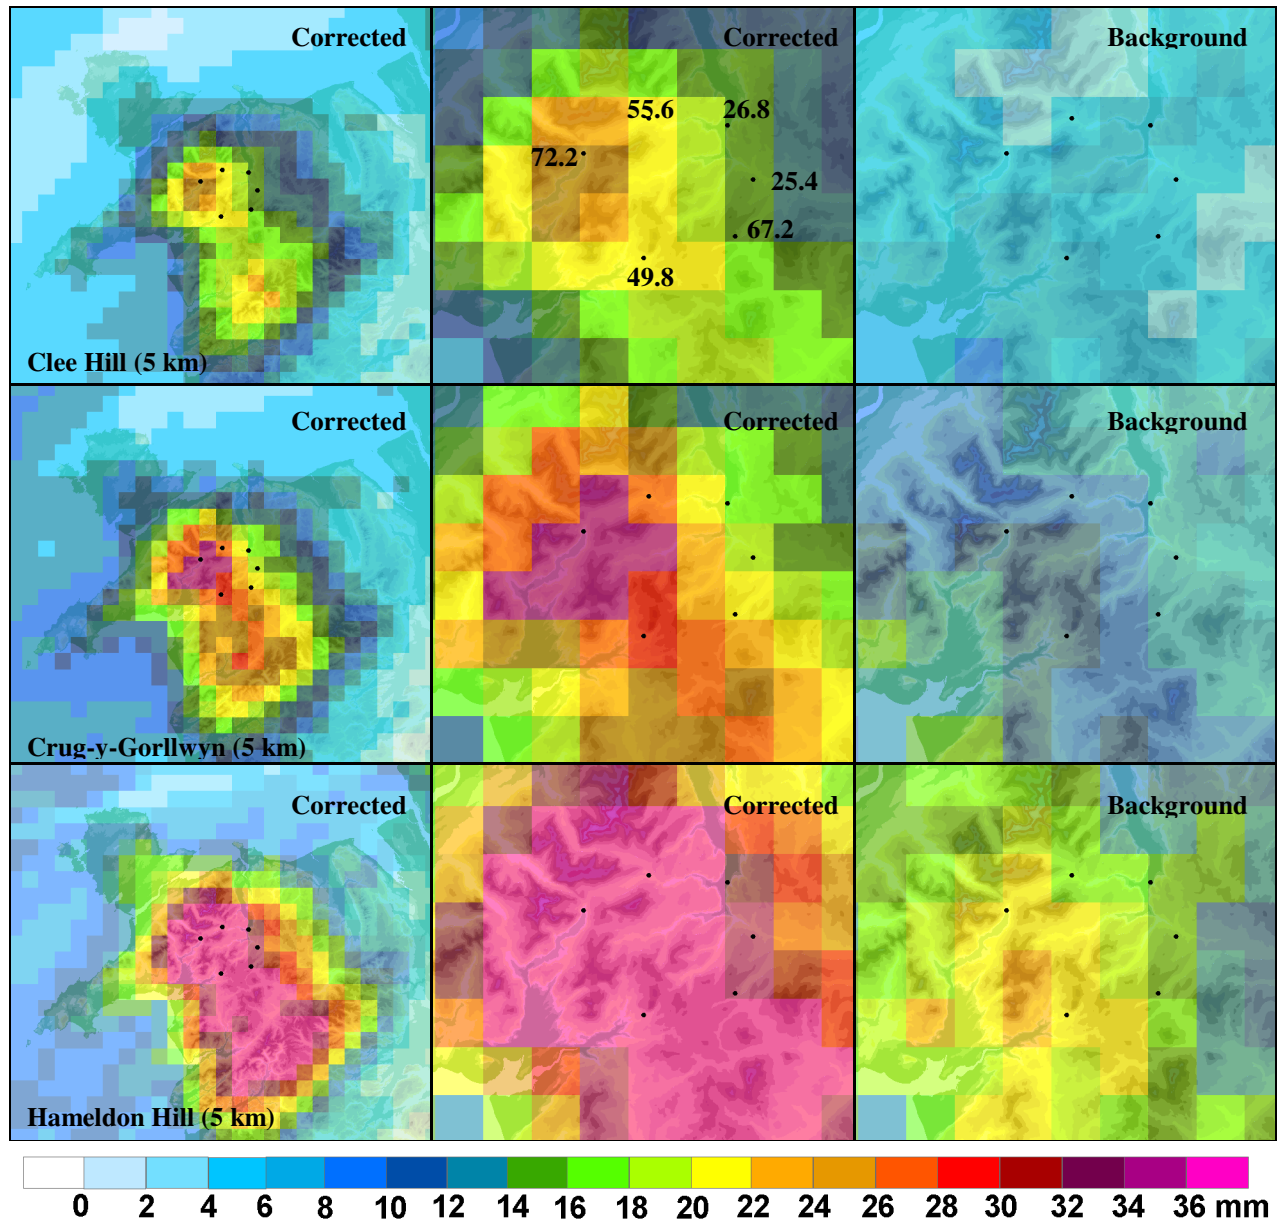 Corrected
Corrected
Background
55.6
26.8
72.2
25.4
67.2
49.8
Clee Hill (5 km)
Corrected
Corrected
Background
Crug-y-Gorllwyn (5 km)
Corrected
Corrected
Background
Hameldon Hill (5 km)
0 2 4 6 8 10 12 14 16 18 20 22 24 26 28 30 32 34 36 mm